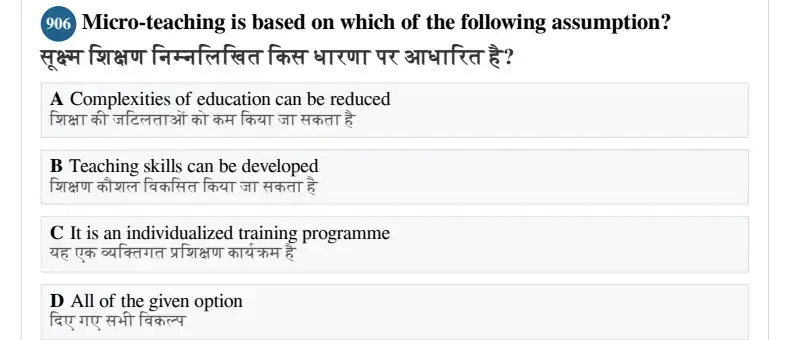 906 Micro-teaching is based on which of the following assumption?
सूक्ष्म शिक्षण निम्नलिखित किस धारणा पर आधारित है?
A Complexities of education can be reduced
शिक्षा की जटिलताओं को कम किया जा सकता है
B Teaching skills can be developed
शिक्षण कौशल विकसित किया जा सकता है
C It is an individualized training programme
यह एक व्यक्तिगत प्रशिक्षण कार्यक्रम है
D All of the given option
दिए गए सभी विकल्प